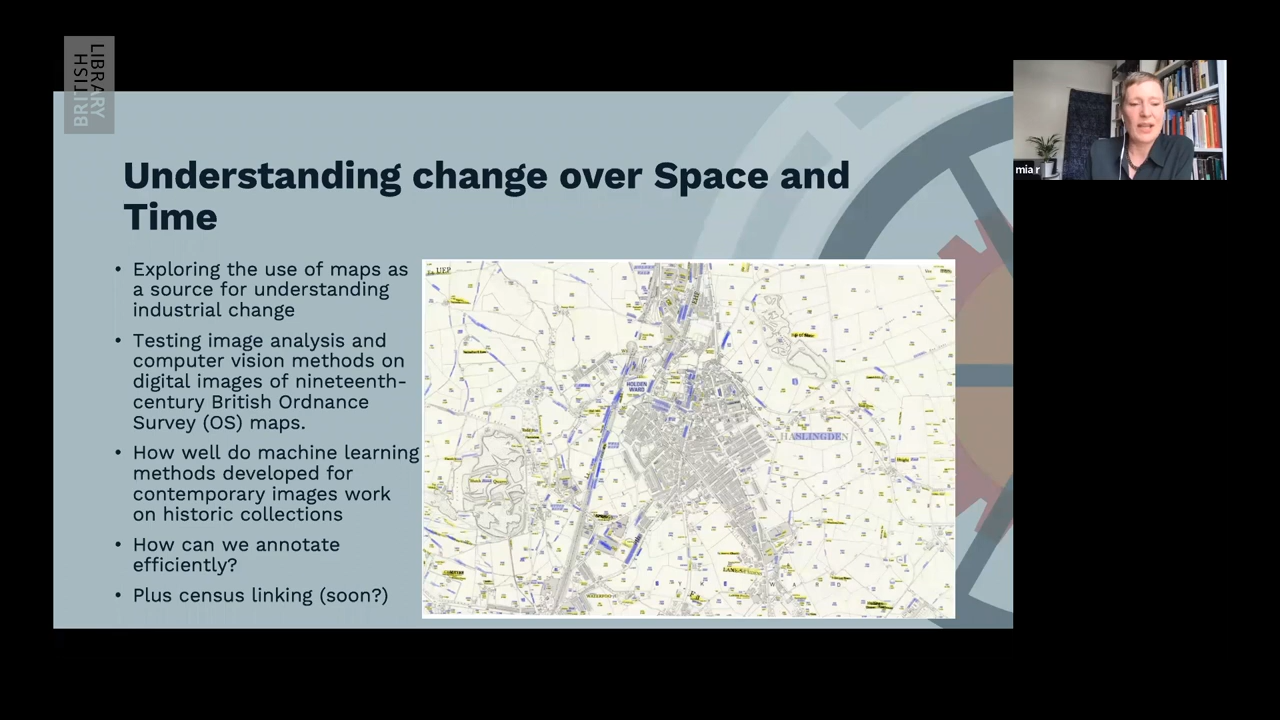 BRITISH
LIBRARY
mia r
Understanding change over Space and
Time
• Exploring the use of maps as
a source for understanding
industrial change
• Testing image analysis and
computer vision methods on
digital images of nineteenth-
century British Ordnance
Survey (OS) maps.
• How well do machine learning
methods developed for
contemporary images work
on historic collections
• How can we annotate
efficiently?
• Plus census linking (soon?)
HOLDEN
WARD
HASLINGDEN